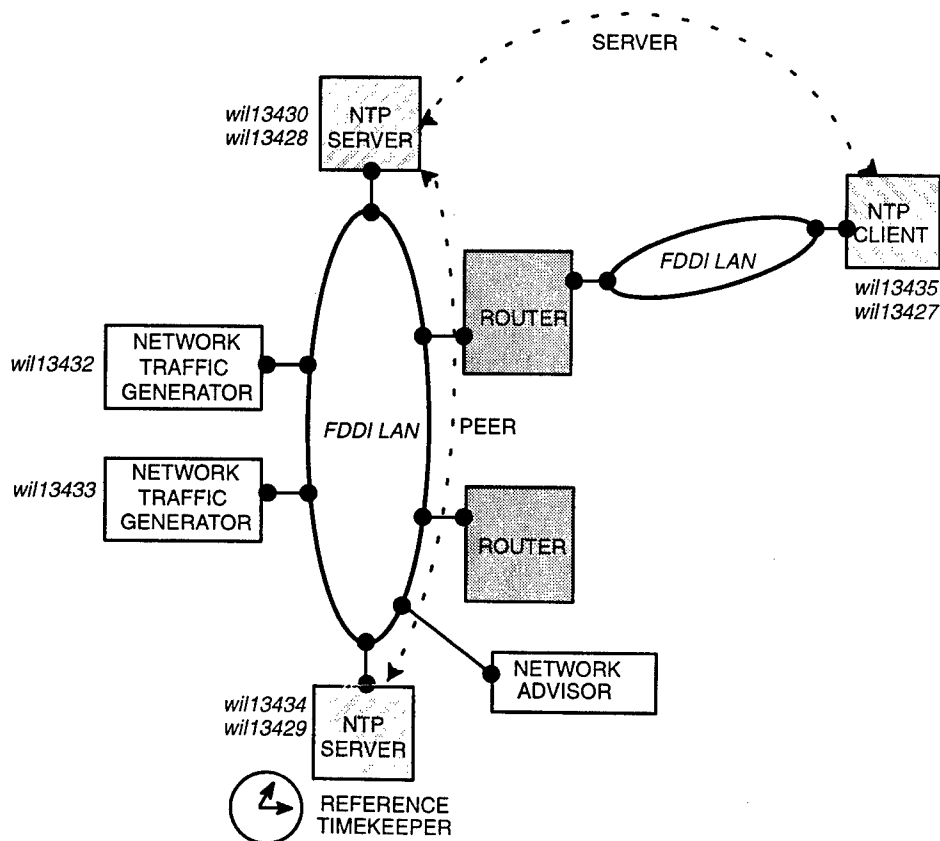 SERVER
wil13430
wil13428
NTP
SERVER
NTP
CLIENT
wil13435
wil13427
FDDI LAN
ROUTER
wil13432
NETWORK
TRAFFIC
GENERATOR
FDDI LAN
PEER
wil13433
NETWORK
TRAFFIC
GENERATOR
ROUTER
NETWORK
ADVISOR
wil13434
wil13429
NTP
SERVER
REFERENCE
TIMEKEEPER